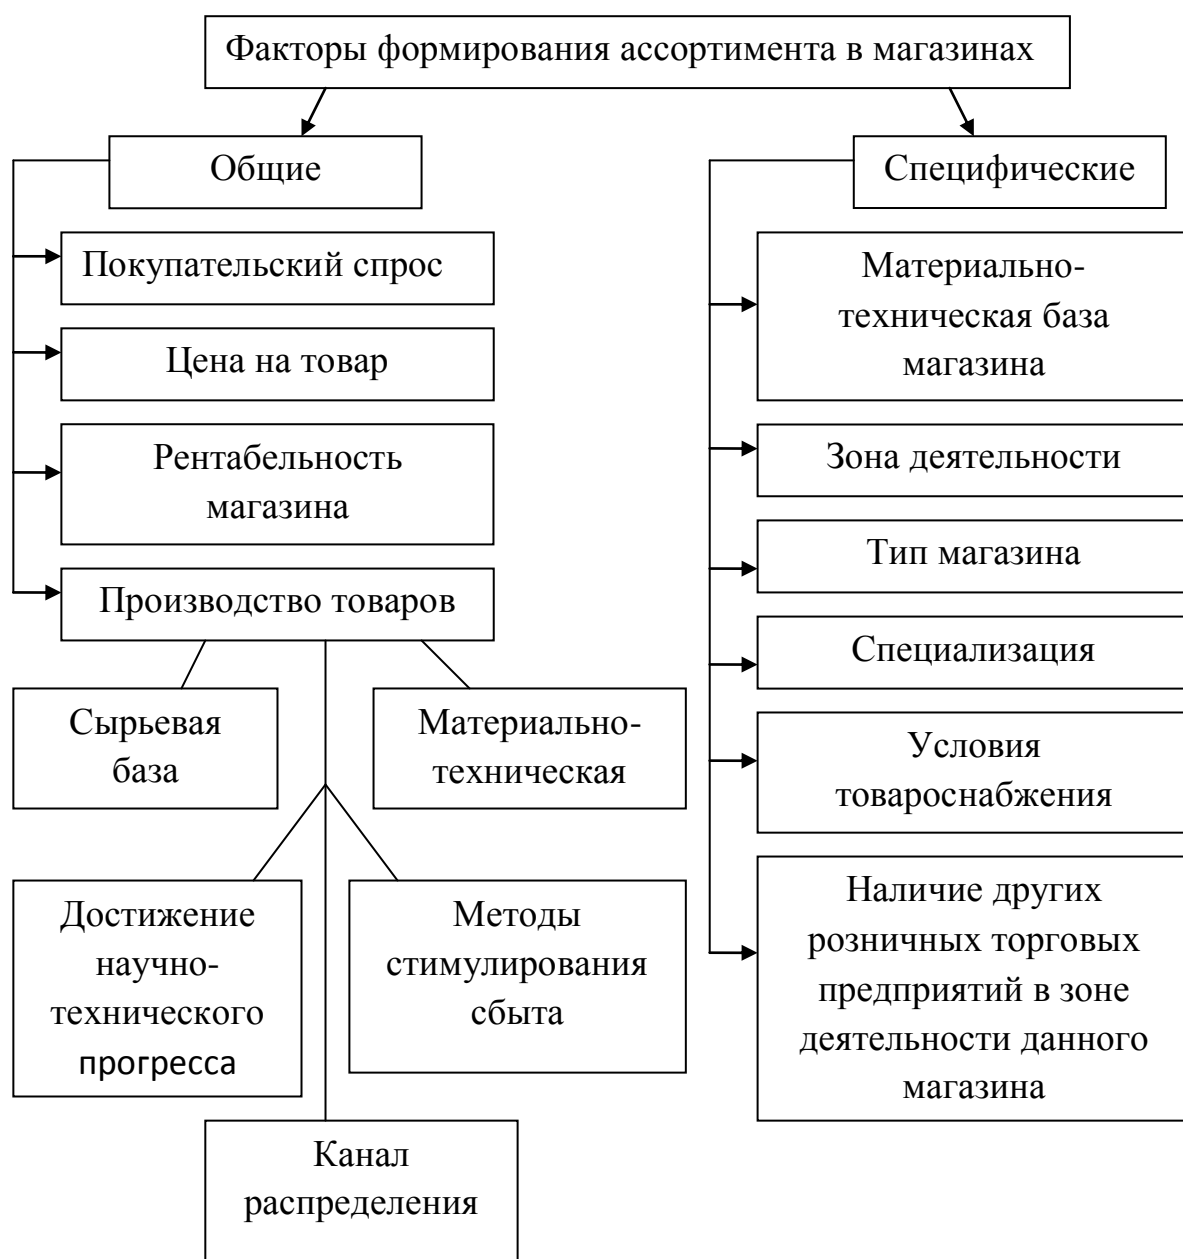 Факторы формирования ассортимента в магазинах
Общие
Покупательский спрос
Цена на товар
Рентабельность
магазина
Производство товаров
Сырьевая
база
Материально-
техническая
Достижение
научно-
технического
прогресса
Методы
стимулирования
сбыта
Канал
распределения
Специфические
Материально-
техническая база
магазина
Зона деятельности
Тип магазина
Специализация
Условия
товароснабжения
Наличие других
розничных торговых
предприятий в зоне
деятельности данного
магазина